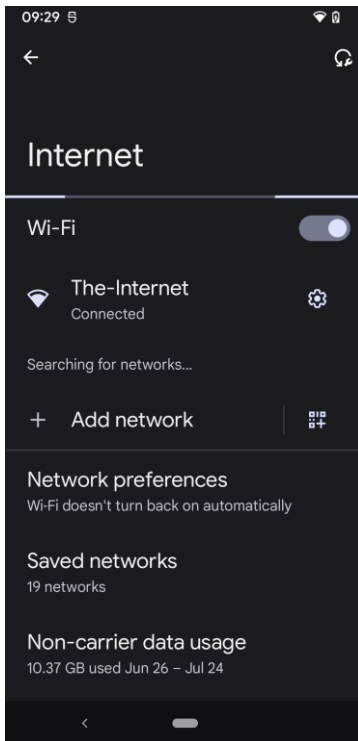 09:29
Internet
Wi-Fi
The-Internet
Connected
Searching for networks...
Add network
Network preferences
Wi-Fi doesn't turn back on automatically
Saved networks
19 networks
Non-carrier data usage
10.37 GB used Jun 26 – Jul 24